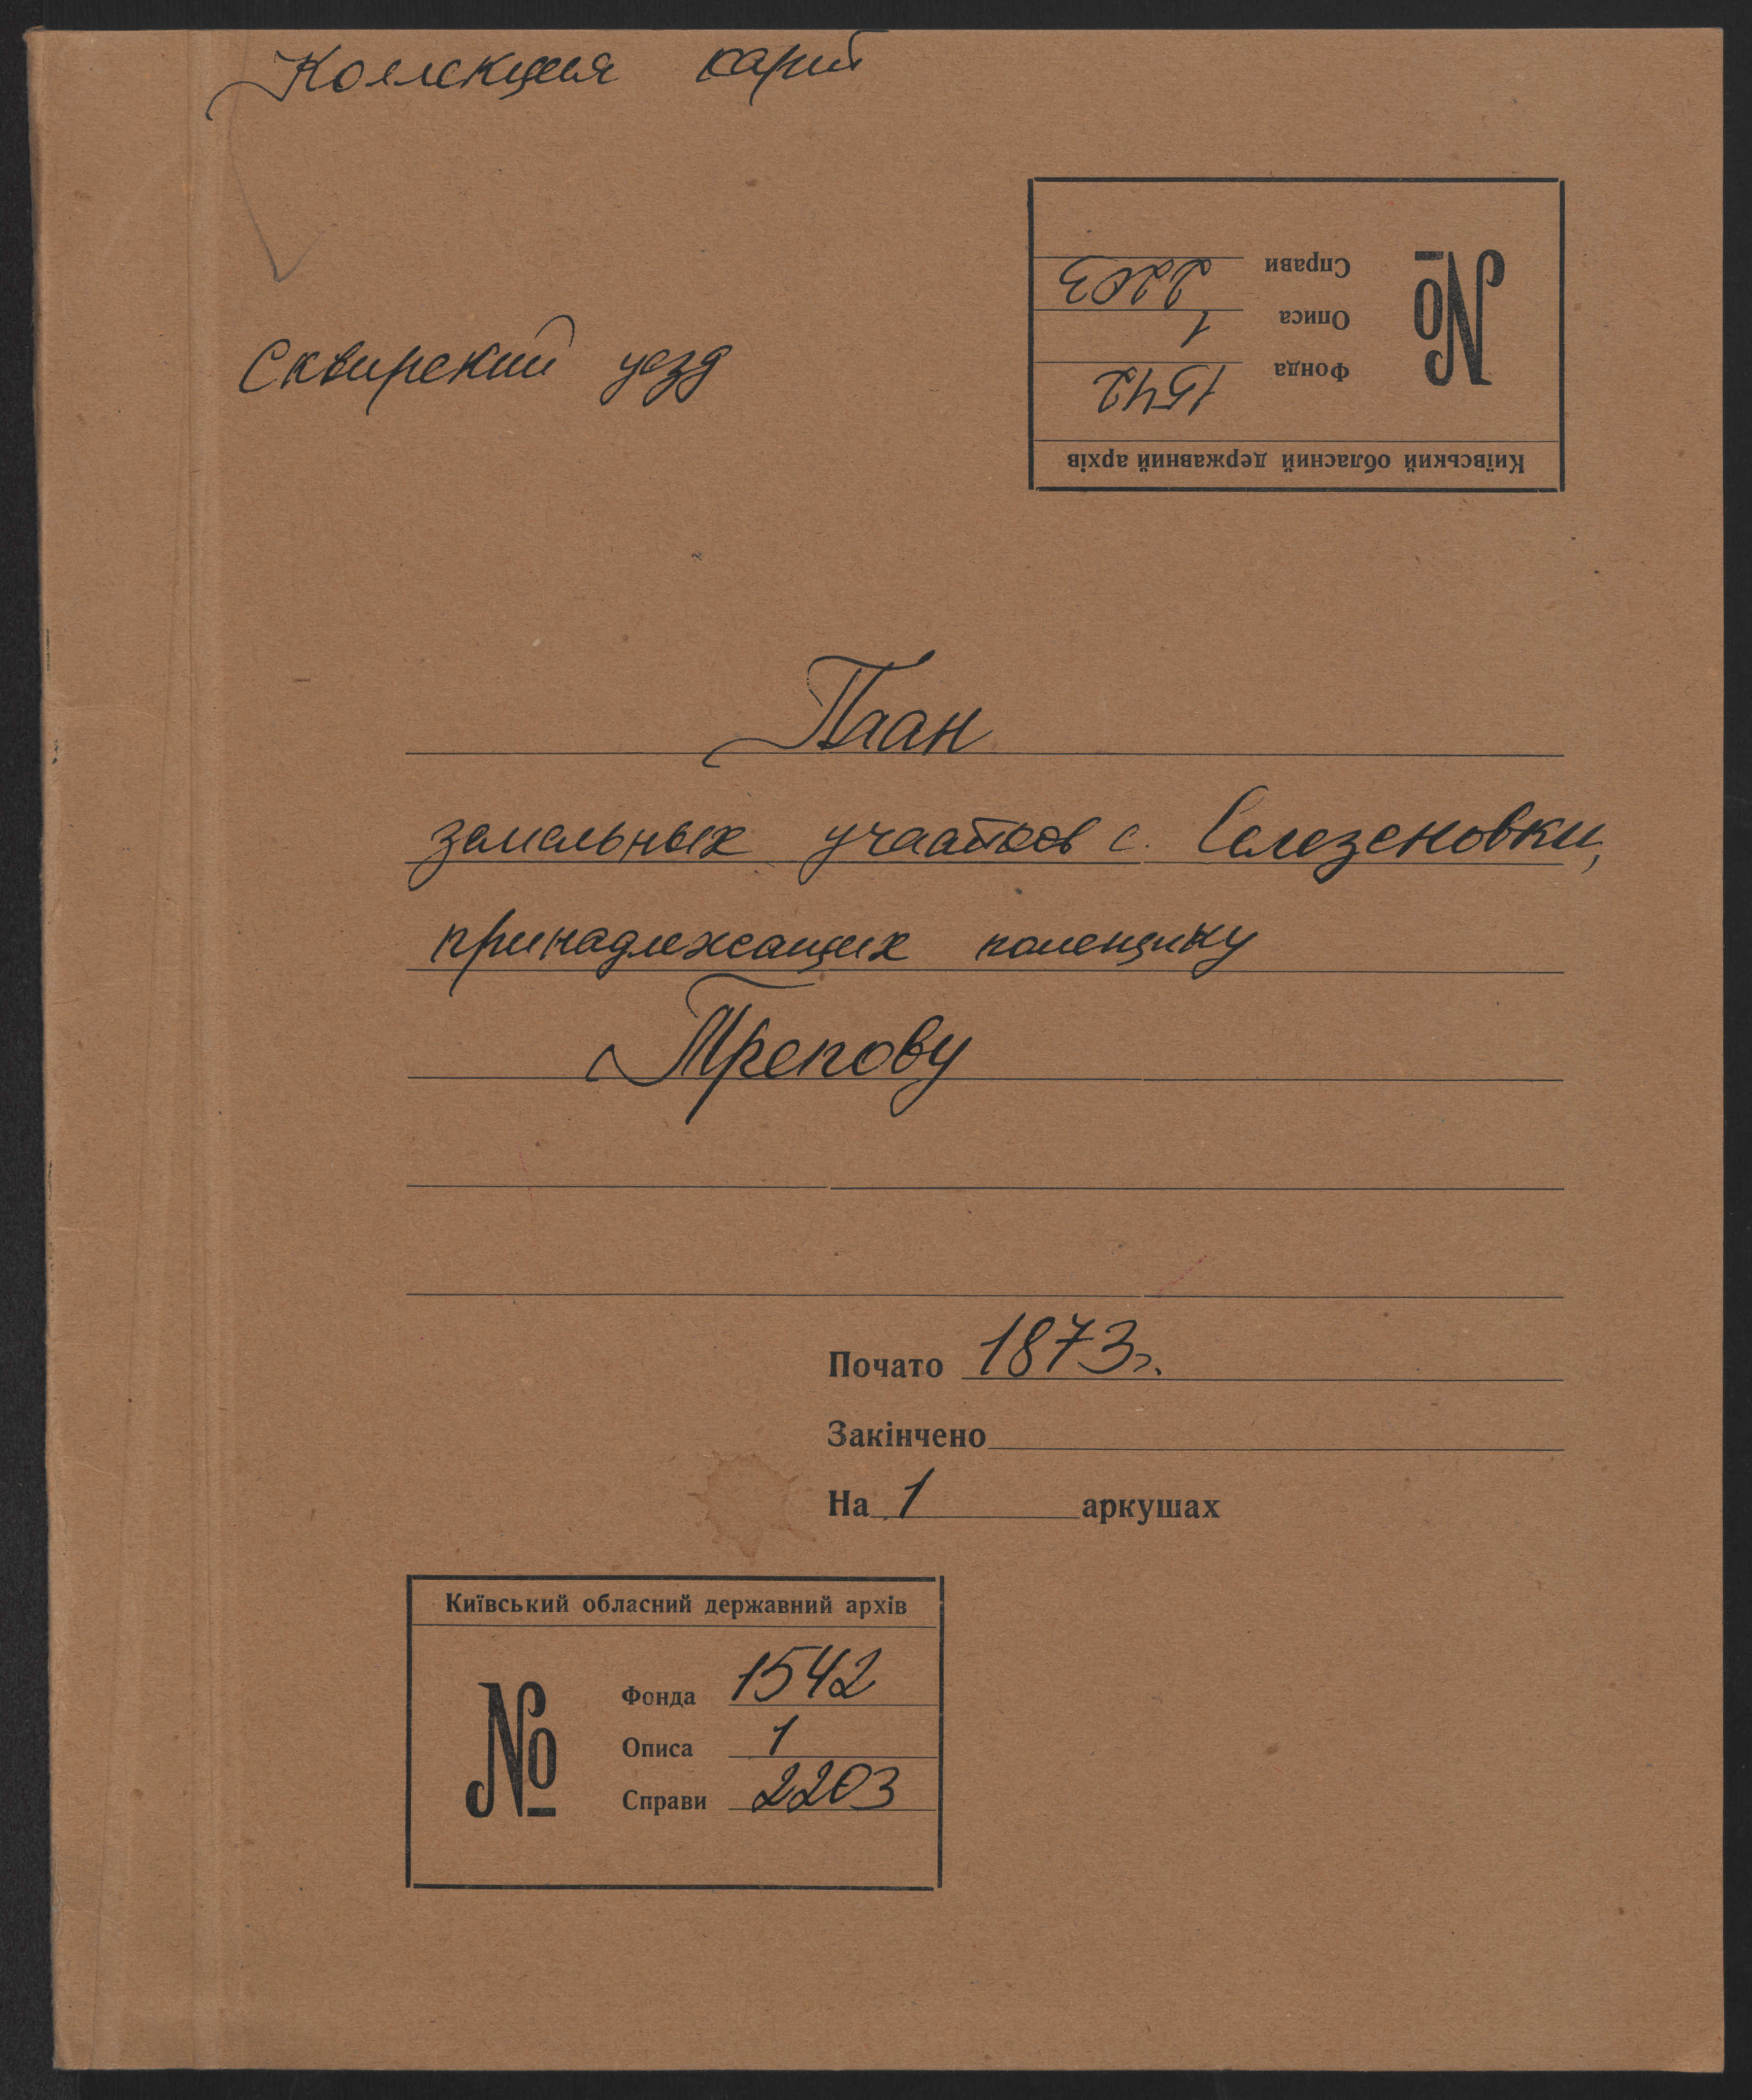 Коллекция карт
Справи 2203
Описа 1
Фонда 1542
№
Київський обласний державний архів
Сквирский уезд
План
земельных участков с. Селезеновки,
принадлежащих помещику
Трепову
Почато 1873г.
Закінчено
На 1 аркушах
Київський обласний державний архів
№
Фонда 1542
Описа 1
Справи 2203